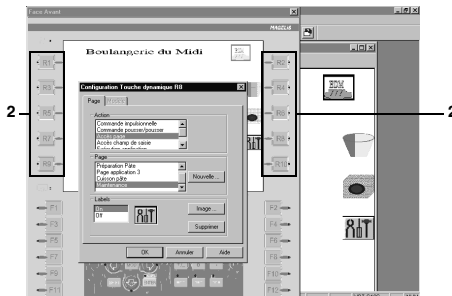 Face Avant
MAGELIS
Boulangerie du Midi
R1
R2
R3
R4
R5
R7
R9
R10
2
2
Configuration Touche dynamique R8
Page
Action
Commande impulsionnelle
Commande pousser/pousser
Accès page
Accès champ de saisie
Page
Préparation Pâte
Page application 3
Cuisson pâte
Maintenance
Nouvelle...
Labels
On
Off
Image...
Supprimer
OK
Annuler
Aide
F1
F2
F3
F4
F5
F6
F7
F8
F9
F10
F11
F12